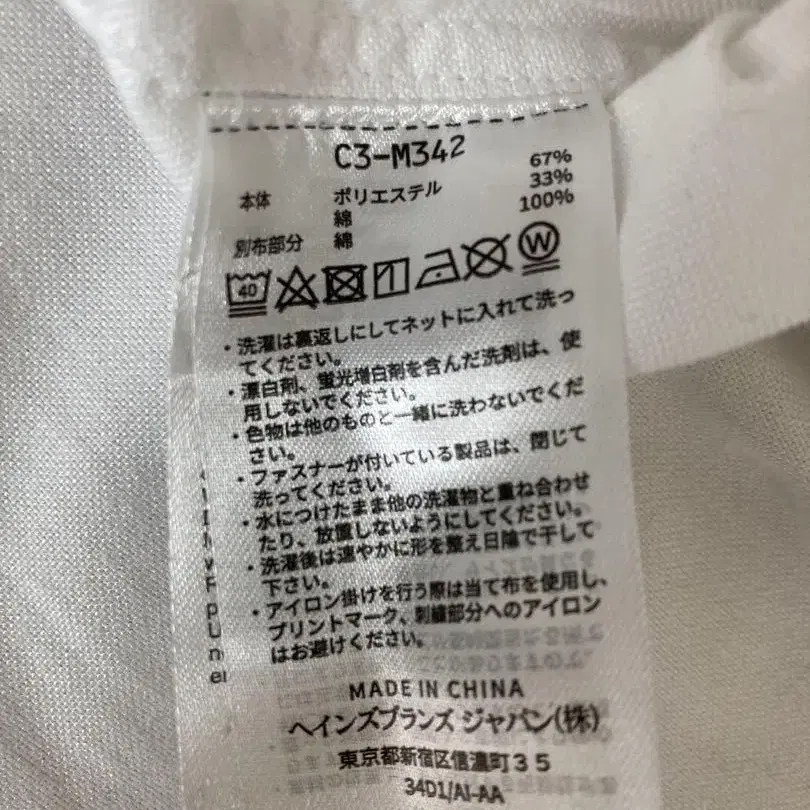 C3-M342
本体 ポリエステル 67%
綿 33%
別布部分 綿 100%
40 W
・洗濯は裏返しにしてネットに入れて洗っ
てください。
・漂白剤、蛍光増白剤を含んだ洗剤は、使
用しないでください。
・色物は他のものと一緒に洗わないでくだ
さい。
・ファスナーが付いている製品は、閉じて
洗ってください。
・水につけたまま他の洗濯物と重ね合わせ
たり、放置しないようにしてください。
・洗濯後は速やかに形を整え日陰で干して
下さい。
・アイロン掛けを行う際は当て布を使用し、
プリントマーク、刺繍部分へのアイロン
はお避けください。
MADE IN CHINA
ヘインズブランズ ジャパン(株)
東京都新宿区信濃町35
34D1/AI-AA